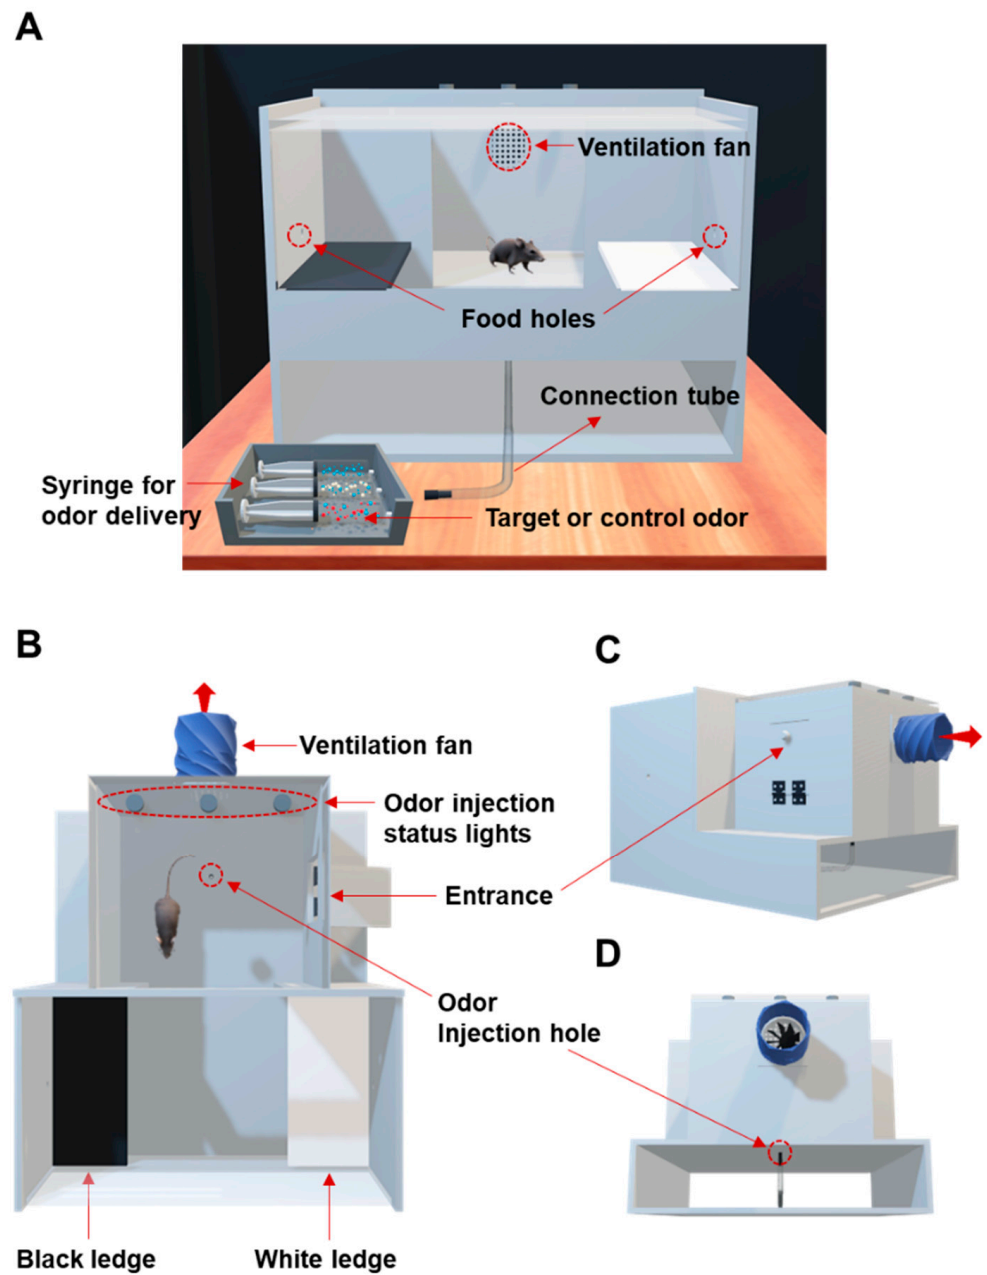 A
Ventilation fan
Food holes
Connection tube
Syringe for
odor delivery
Target or control odor
B
Ventilation fan
Odor injection
status lights
Entrance
Odor
Injection hole
Black ledge
White ledge
C
D